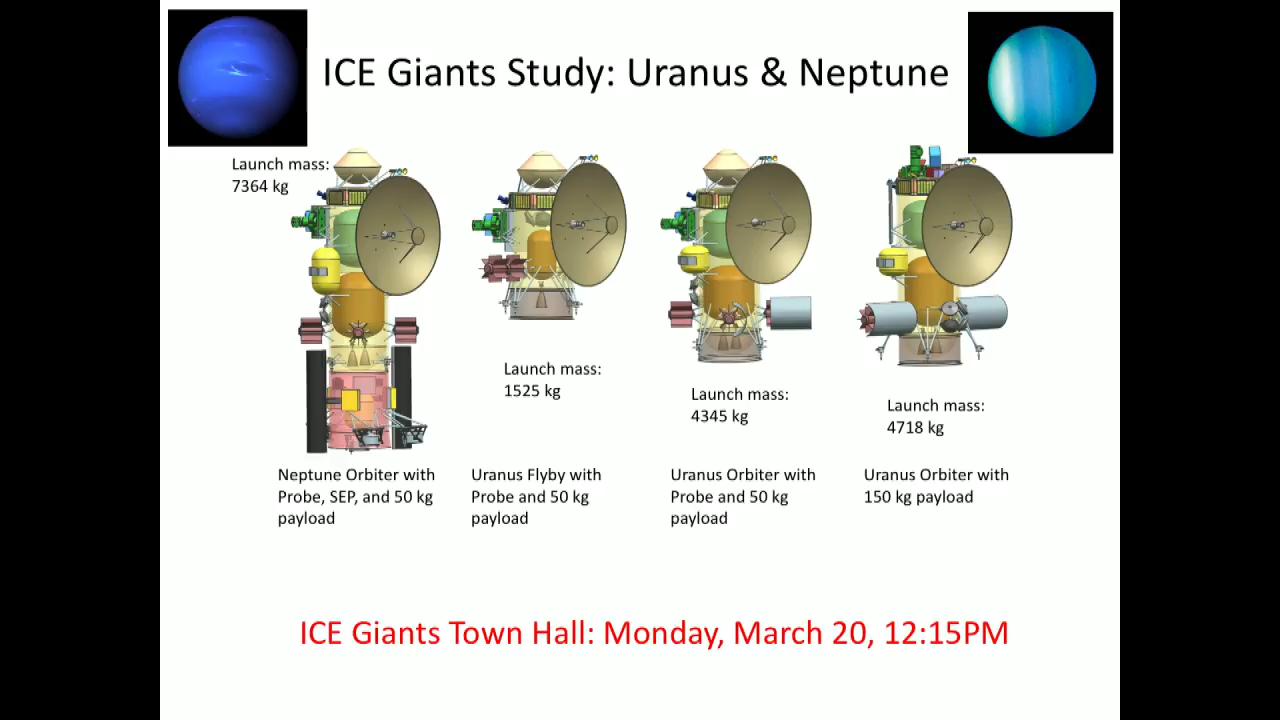 ICE Giants Study: Uranus & Neptune
Launch mass:
7364 kg
Launch mass:
1525 kg
Launch mass:
4345 kg
Launch mass:
4718 kg
Neptune Orbiter with
Probe, SEP, and 50 kg
payload
Uranus Flyby with
Probe and 50 kg
payload
Uranus Orbiter with
Probe and 50 kg
payload
Uranus Orbiter with
150 kg payload
ICE Giants Town Hall: Monday, March 20, 12:15PM